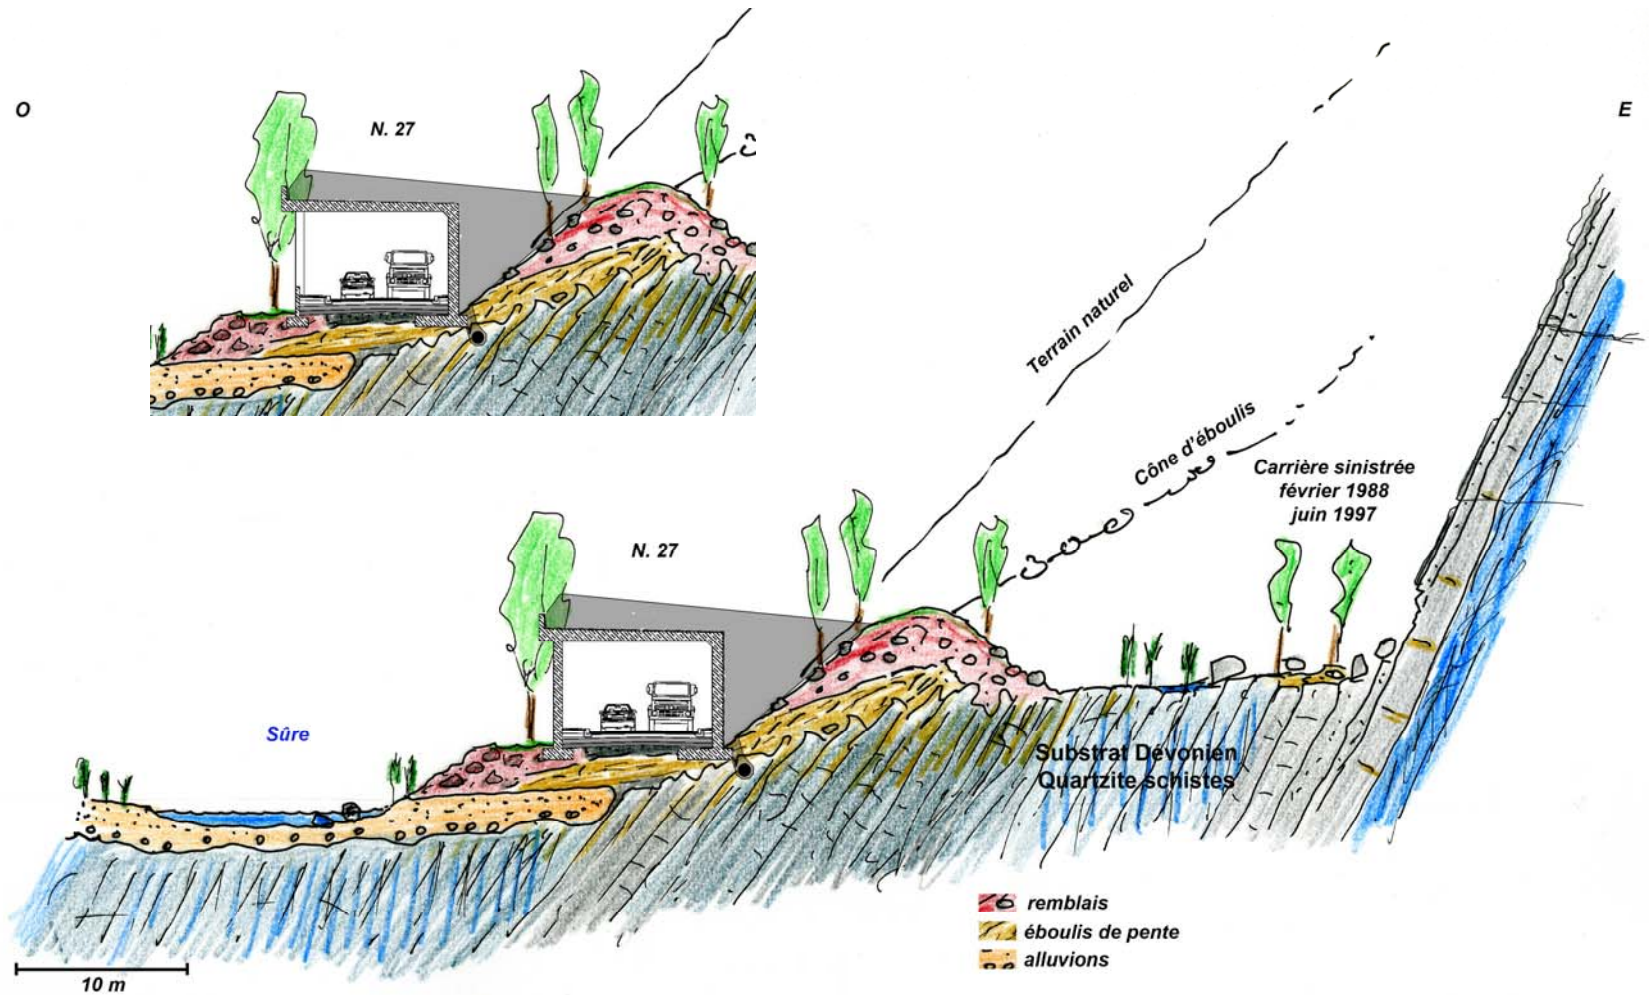 O
N. 27
E
Terrain naturel
Cône d'éboulis
Carrière sinistrée
février 1988
juin 1997
N. 27
Sûre
Substrat Dévonien
Quartzite schistes
remblais
éboulis de pente
alluvions
10 m